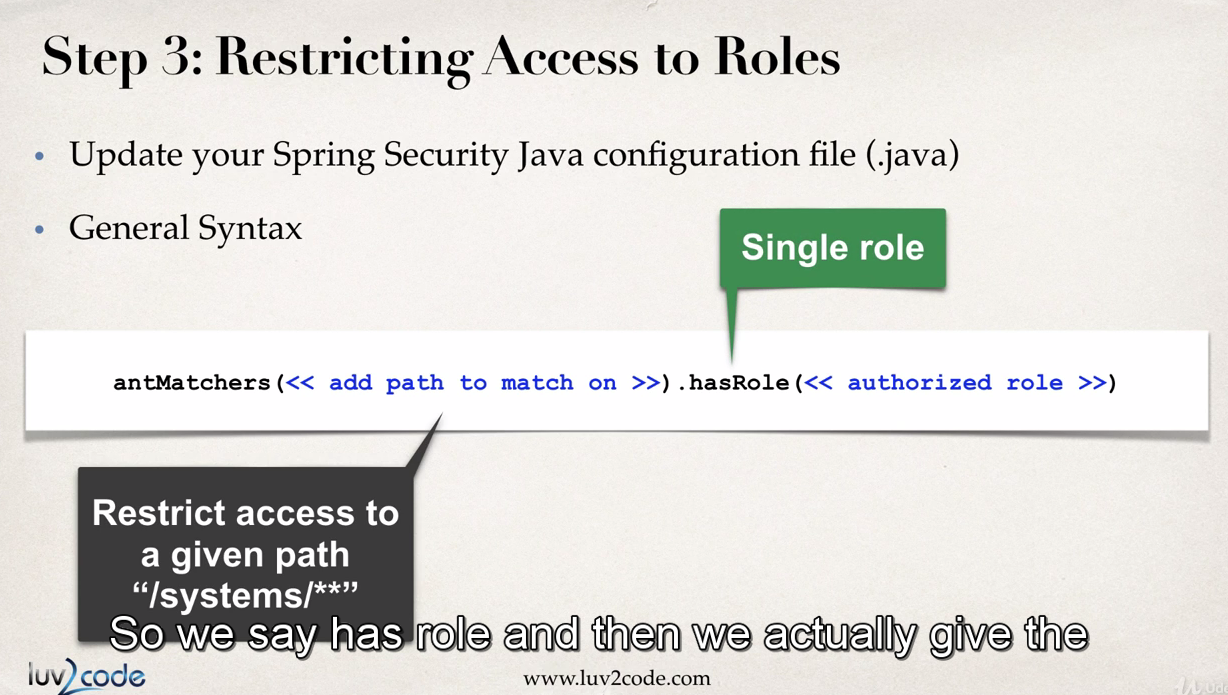 Step 3: Restricting Access to Roles
• Update your Spring Security Java configuration file (.java)
• General Syntax
Single role
antMatchers(<< add path to match on >>).hasRole(<< authorized role >>)
Restrict access to
a given path
“/systems/**”
So we say has role and then we actually give the
luv2code
www.luv2code.com